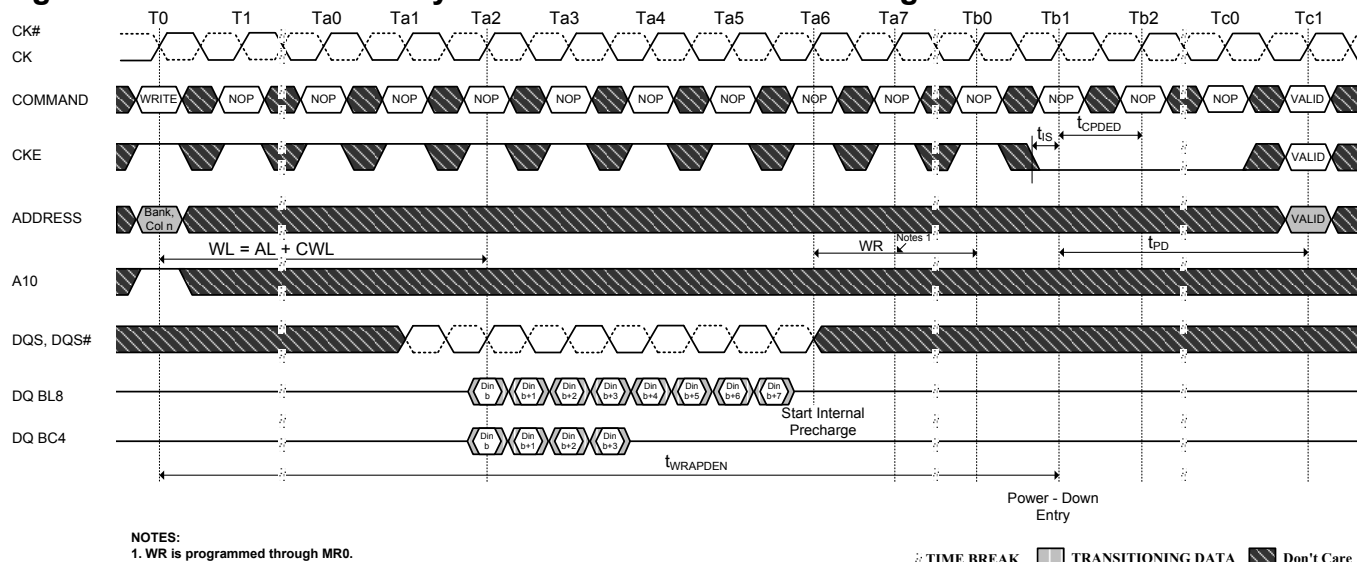 T0 T1 Ta0 Ta1 Ta2 Ta3 Ta4 Ta5 Ta6 Ta7 Tb0 Tb1 Tb2 Tc0 Tc1
CK#
CK
COMMAND WRITE NOP NOP NOP NOP NOP NOP NOP NOP NOP NOP NOP NOP NOP VALID
tIS tCPDED
CKE VALID
ADDRESS Bank, Col n VALID
WL = AL + CWL WR Notes 1 tPD
A10
DQS, DQS#
DQ BL8 Din b Din b+1 Din b+2 Din b+3 Din b+4 Din b+5 Din b+6 Din b+7
Start Internal
Precharge
DQ BC4 Din b Din b+1 Din b+2 Din b+3
tWRAPDEN
Power - Down
Entry
NOTES:
1. WR is programmed through MR0.
TIME BREAK TRANSITIONING DATA Don't Care